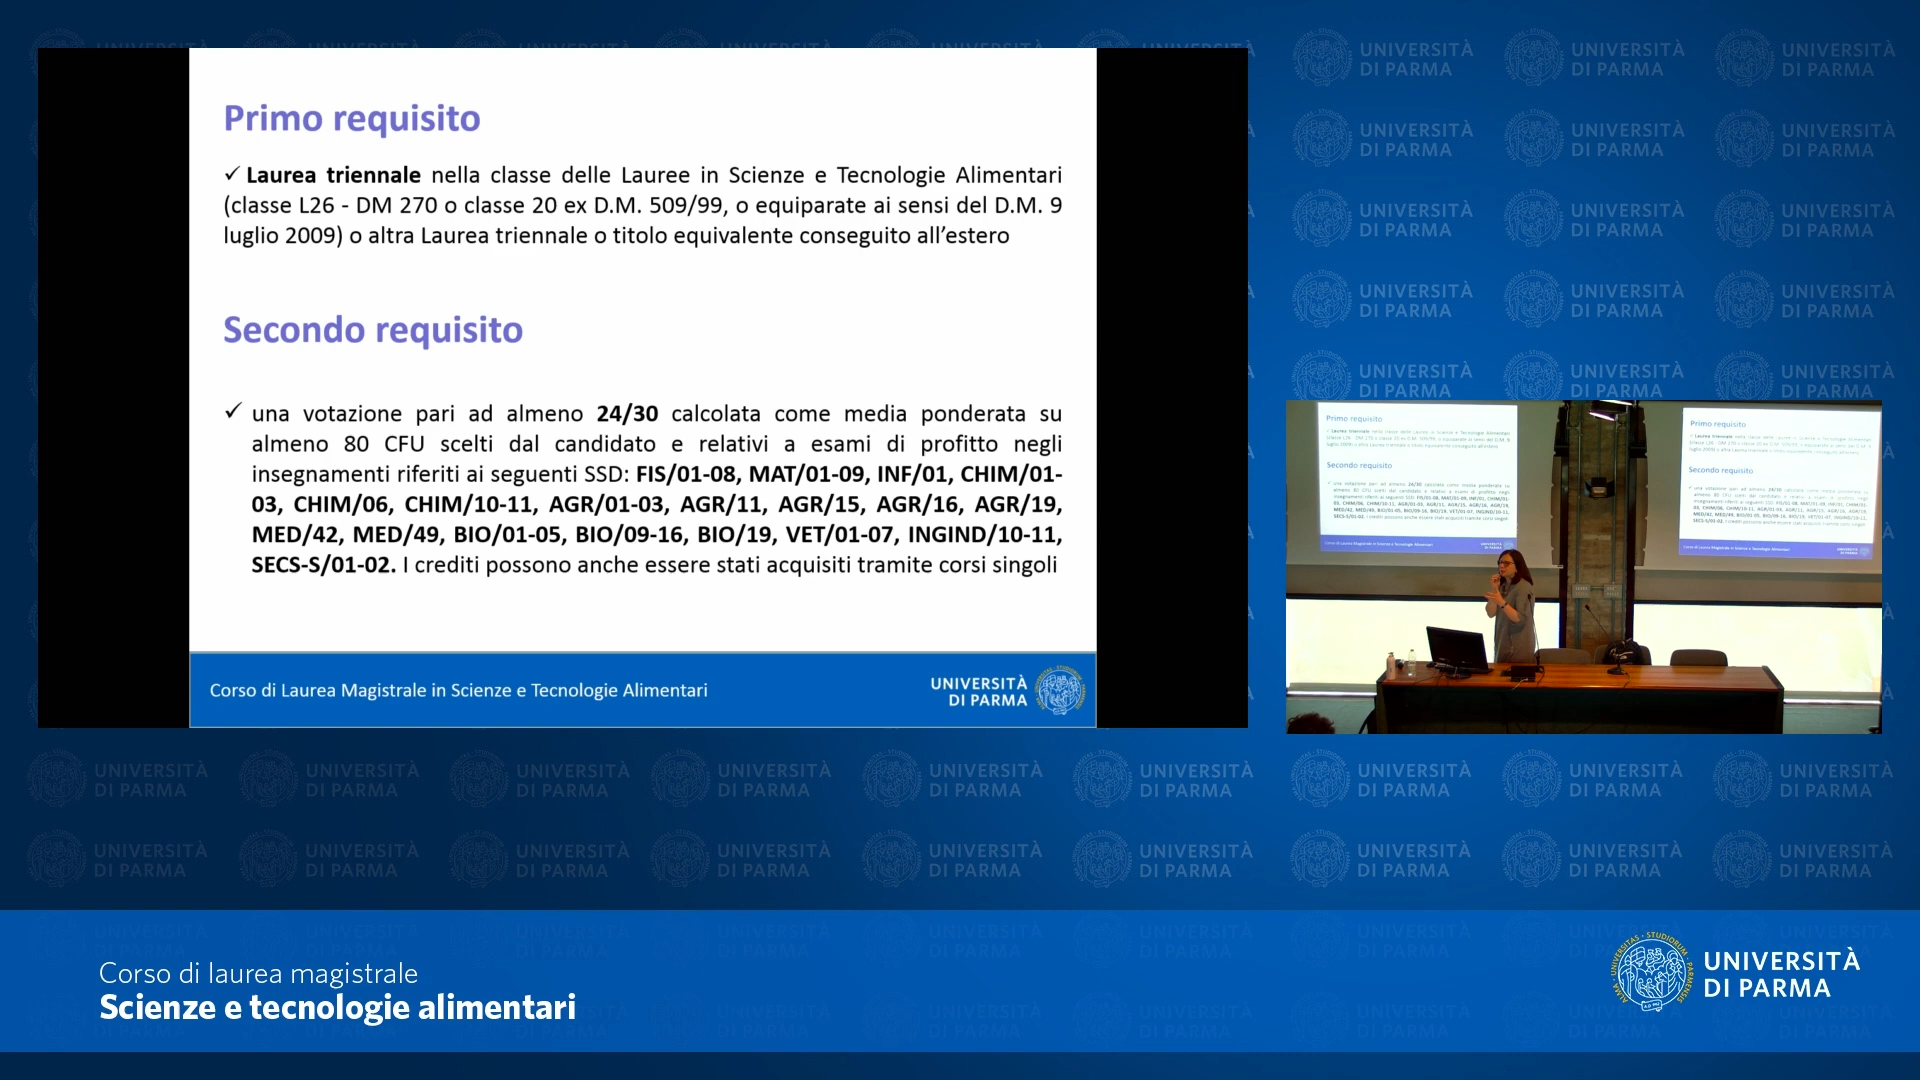 Primo requisito
✓ Laurea triennale nella classe delle Lauree in Scienze e Tecnologie Alimentari
(classe L26 - DM 270 o classe 20 ex D.M. 509/99, o equiparate ai sensi del D.M. 9
luglio 2009) o altra Laurea triennale o titolo equivalente conseguito all’estero
Secondo requisito
✓ una votazione pari ad almeno 24/30 calcolata come media ponderata su
almeno 80 CFU scelti dal candidato e relativi a esami di profitto negli
insegnamenti riferiti ai seguenti SSD: FIS/01-08, MAT/01-09, INF/01, CHIM/01-
03, CHIM/06, CHIM/10-11, AGR/01-03, AGR/11, AGR/15, AGR/16, AGR/19,
MED/42, MED/49, BIO/01-05, BIO/09-16, BIO/19, VET/01-07, INGIND/10-11,
SECS-S/01-02. I crediti possono anche essere stati acquisiti tramite corsi singoli
Corso di Laurea Magistrale in Scienze e Tecnologie Alimentari
UNIVERSITÀ
DI PARMA
Primo requisito
Secondo requisito
Primo requisito
Secondo requisito
Corso di laurea magistrale
Scienze e tecnologie alimentari
UNIVERSITÀ
DI PARMA